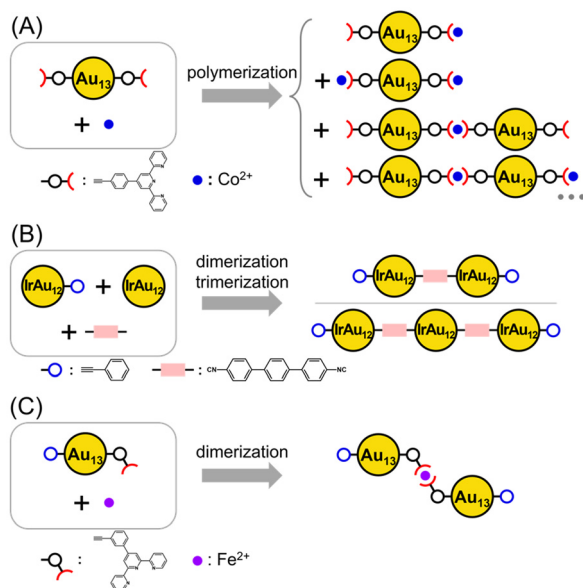 (A)
Au13
polymerization
+
: Co2+
Au13
+ Au13
+ Au13 Au13
+ Au13 Au13
...
(B)
IrAu12 + IrAu12
+
dimerization
trimerization
IrAu12 IrAu12
IrAu12 IrAu12 IrAu12
: : CN NC
(C)
Au13
+
dimerization
Au13
Au13
: N N N : Fe2+